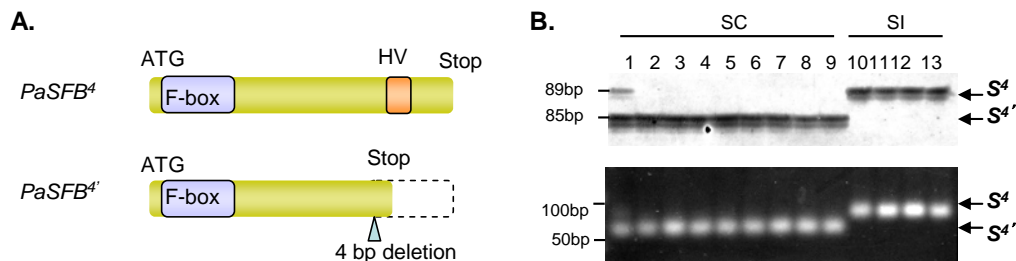 A.
ATG
HV
Stop
PaSFB⁴
F-box
Stop
ATG
PaSFB⁴'
F-box
4 bp deletion
B.
SC SI
1 2 3 4 5 6 7 8 9 10 11 12 13
89bp
S⁴
85bp
S⁴'
100bp
S⁴
50bp
S⁴'